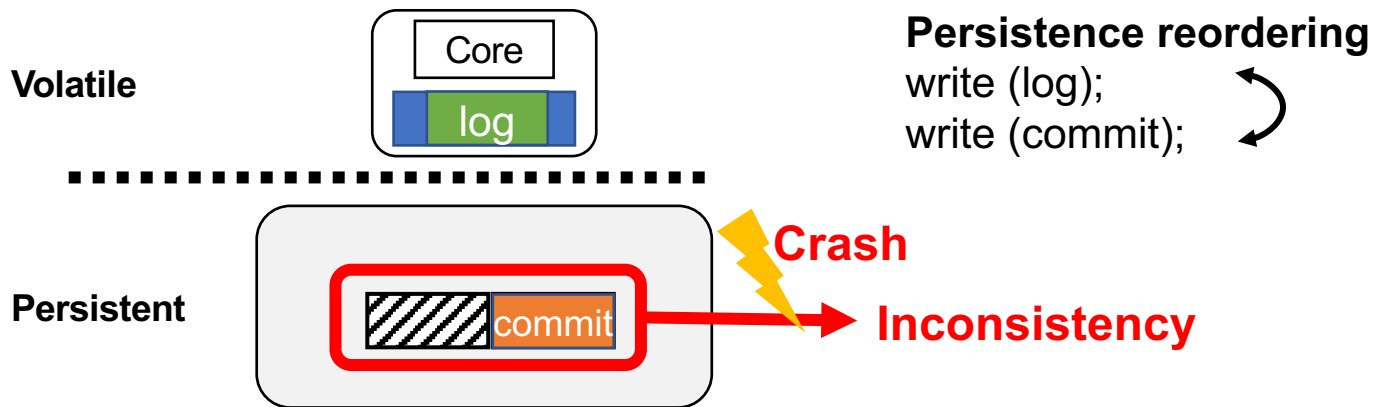 Persistence reordering
write (log);
write (commit);
Volatile
Core
log
Crash
Persistent
commit
Inconsistency